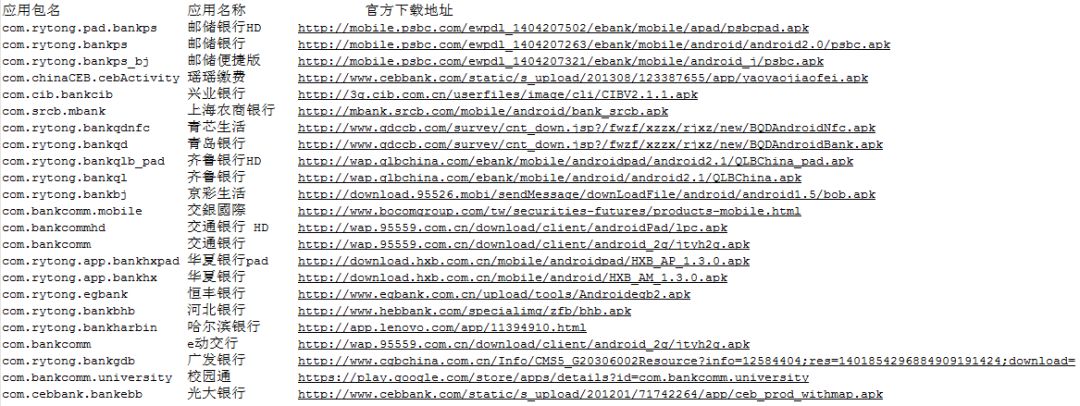 应用包名 应用名称 官方下载地址
com.rytong.pad.bankps 邮储银行HD http://mobile.psbc.com/ewpdl_1404207502/ebank/mobile/apad/psbcpad.apk
com.rytong.bankps 邮储银行 http://mobile.psbc.com/ewpdl_1404207263/ebank/mobile/android/android2.0/psbc.apk
com.rytong.bankps_bj 邮储便捷版 http://mobile.psbc.com/ewpdl_1404207321/ebank/mobile/android_j/psbc.apk
com.chinaCEB.cebActivity 瑶瑶缴费 http://www.cebbank.com/static/s_upload/201308/123387655/app/yaoyaojiaofei.apk
com.cib.bankcib 兴业银行 http://3g.cib.com.cn/userfiles/image/cli/CIBV2.1.1.apk
com.srcb.mbank 上海农商银行 http://mbank.srcb.com/mobile/android/bank_srcb.apk
com.rytong.bankqdnfc 青芯生活 http://www.qdccb.com/survey/cnt_down.jsp?/fwzf/xzzx/rjxz/new/BQDAndroidNfc.apk
com.rytong.bankqd 青岛银行 http://www.qdccb.com/survey/cnt_down.jsp?/fwzf/xzzx/rjxz/new/BQDAndroidBank.apk
com.rytong.bankqlb_pad 齐鲁银行HD http://wap.qlbchina.com/ebank/mobile/androidpad/android2.1/QLBChina_pad.apk
com.rytong.bankql 齐鲁银行 http://wap.qlbchina.com/ebank/mobile/android/android2.1/QLBChina.apk
com.rytong.bankbj 京彩生活 http://download.95526.mobi/sendMessage/downLoadFile/android/android1.5/bob.apk
com.bankcomm.mobile 交銀國際 http://www.bocomgroup.com/tw/securities-futures/products-mobile.html
com.bankcommhd 交通银行 HD http://wap.95559.com.cn/download/client/androidPad/lpc.apk
com.bankcomm 交通银行 http://wap.95559.com.cn/download/client/android_2g/jtyh2g.apk
com.rytong.app.bankhxpad 华夏银行pad http://download.hxb.com.cn/mobile/androidpad/HXB_AP_1.3.0.apk
com.rytong.app.bankhx 华夏银行 http://download.hxb.com.cn/mobile/android/HXB_AM_1.3.0.apk
com.rytong.egbank 恒丰银行 http://www.egbank.com.cn/upload/tools/Androidegb2.apk
com.rytong.bankbhb 河北银行 http://www.hebbank.com/specialimg/zfb/bhb.apk
com.rytong.bankharbin 哈尔滨银行 http://app.lenovo.com/app/11394910.html
com.bankcomm e动交行 http://wap.95559.com.cn/download/client/android_2g/jtyh2g.apk
com.rytong.bankgdb 广发银行 http://www.cgbchina.com.cn/Info/CMS5_G20306002Resource?info=12584404;res=1401854296884909191424;download=
com.bankcomm.university 校园通 https://play.google.com/store/apps/details?id=com.bankcomm.university
com.cebbank.bankebb 光大银行 http://www.cebbank.com/static/s_upload/201201/71742264/app/ceb_prod_withmap.apk